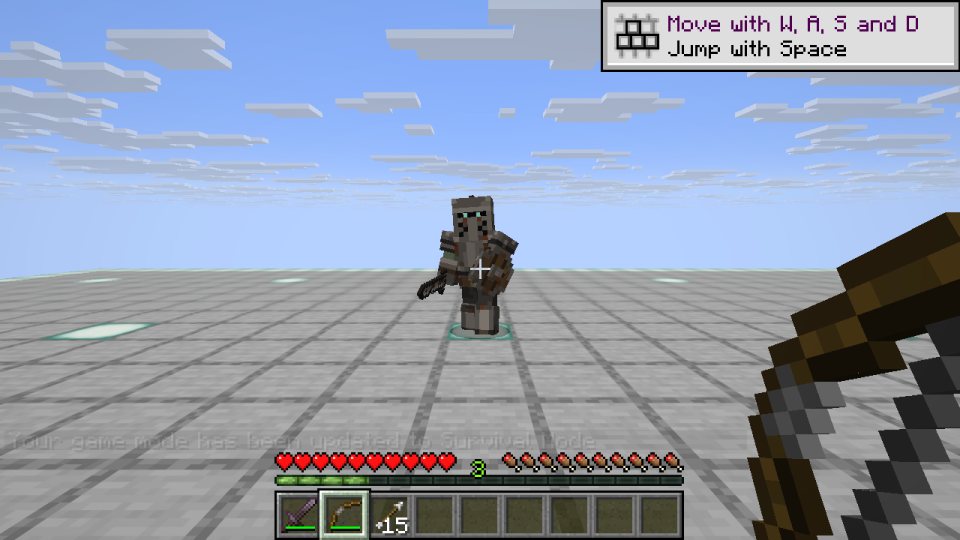 Move with W, A, S and D
Jump with Space
Your game mode has been updated to Survival Mode
8
15